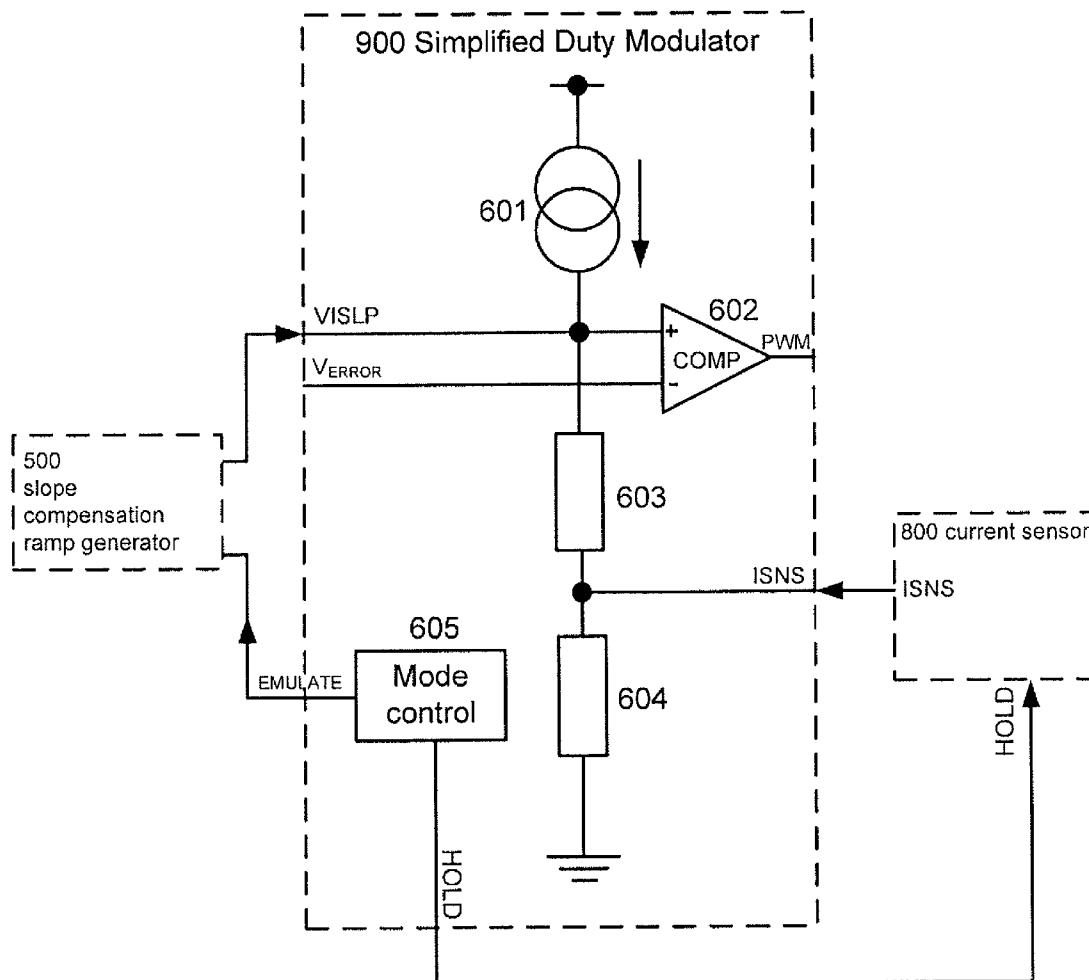 900 Simplified Duty Modulator
601
VISLP
602
+
COMP
-
PWM
VERROR
500
slope
compensation
ramp generator
603
800 current sensor
ISNS
ISNS
605
Mode
control
EMULATE
604
HOLD
HOLD